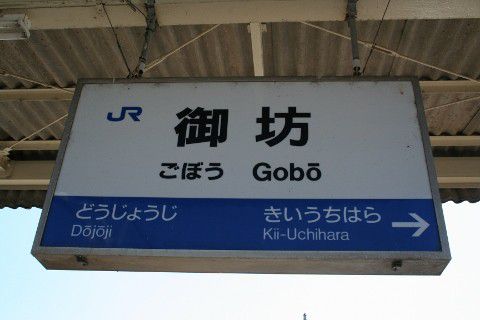 JR
御坊
ごぼう Gobō
どうじょうじ きいうちはら
Dōjōji Kii-Uchihara →